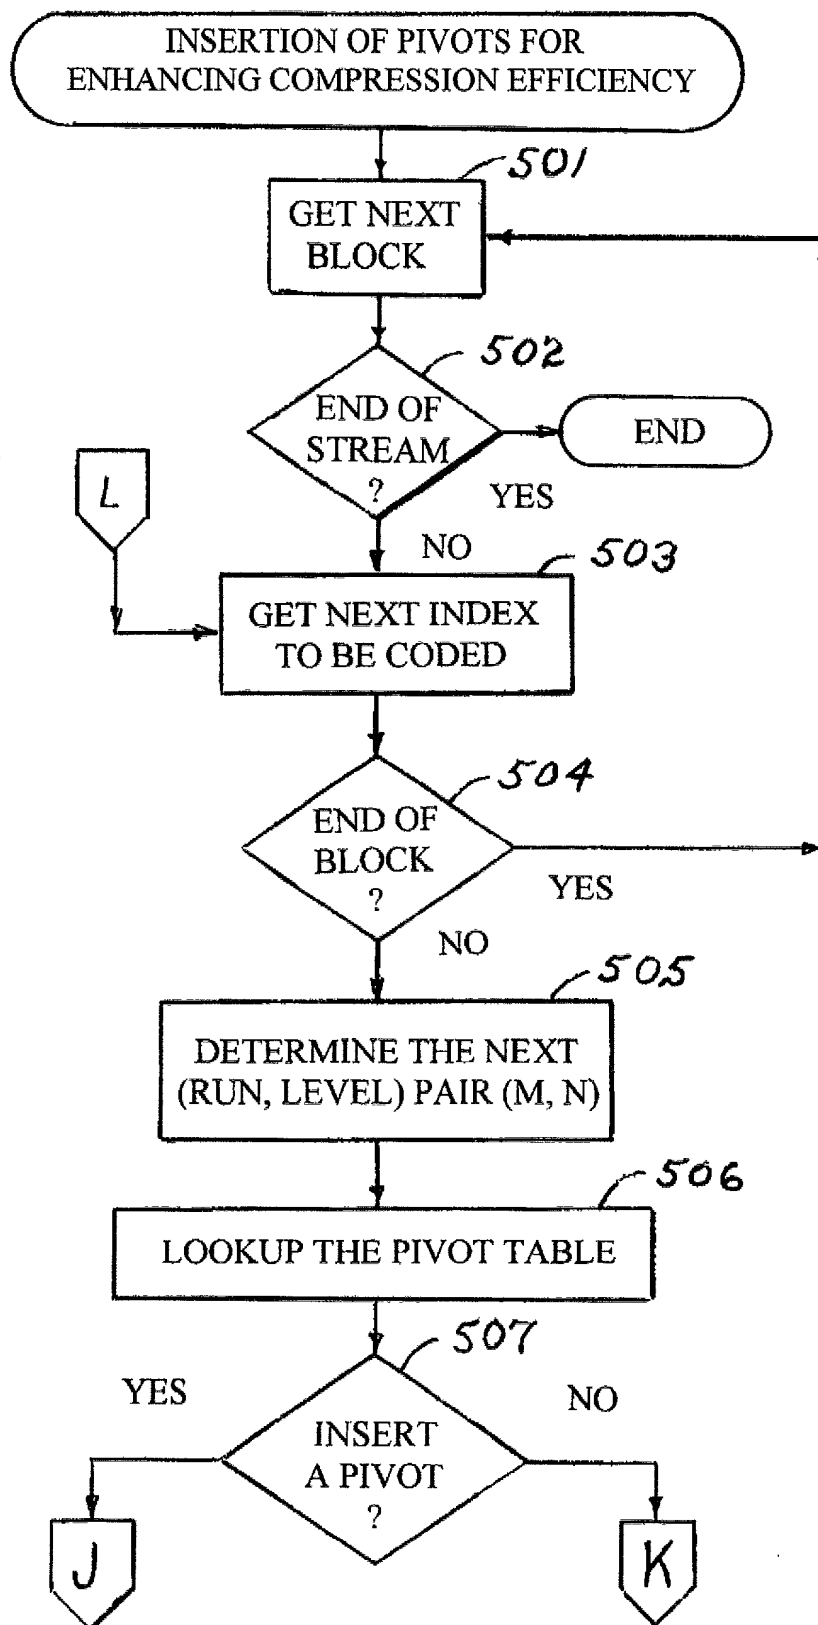 INSERTION OF PIVOTS FOR
ENHANCING COMPRESSION EFFICIENCY
501
GET NEXT
BLOCK
502
END OF
STREAM
?
END
YES
L
NO
503
GET NEXT INDEX
TO BE CODED
504
END OF
BLOCK
?
YES
NO
505
DETERMINE THE NEXT
(RUN, LEVEL) PAIR (M, N)
506
LOOKUP THE PIVOT TABLE
507
YES
NO
INSERT
A PIVOT
?
J
K